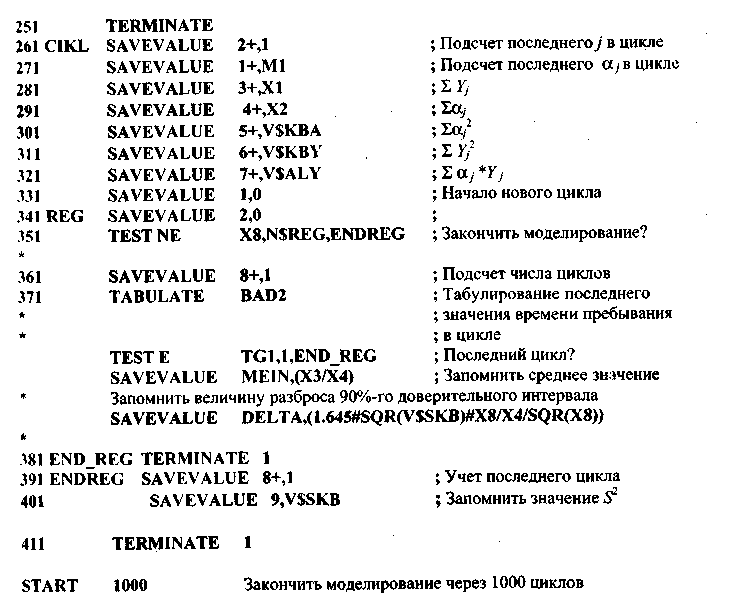 251 TERMINATE
261 CIKL SAVEVALUE 2+,1 ; Подсчет последнего j в цикле
271 SAVEVALUE 1+,M1 ; Подсчет последнего αj в цикле
281 SAVEVALUE 3+,X1 ; Σ Yj
291 SAVEVALUE 4+,X2 ; Σαj
301 SAVEVALUE 5+,V$KBA ; Σαj²
311 SAVEVALUE 6+,V$KBY ; Σ Yj²
321 SAVEVALUE 7+,V$ALY ; Σ αj *Yj
331 SAVEVALUE 1,0 ; Начало нового цикла
341 REG SAVEVALUE 2,0 ;
351 TEST NE X8,N$REG,ENDREG ; Закончить моделирование?
*
361 SAVEVALUE 8+,1 ; Подсчет числа циклов
371 TABULATE BAD2 ; Табулирование последнего
* ; значения времени пребывания
* ; в цикле
TEST E TG1,1,END_REG ; Последний цикл?
SAVEVALUE MEIN,(X3/X4) ; Запомнить среднее значение
* Запомнить величину разброса 90%-го доверительного интервала
SAVEVALUE DELTA,(1.645#SQR(V$SKB)#X8/X4/SQR(X8))
*
381 END_REG TERMINATE 1
391 ENDREG SAVEVALUE 8+,1 ; Учет последнего цикла
401 SAVEVALUE 9,V$SKB ; Запомнить значение S²
411 TERMINATE 1
START 1000 Закончить моделирование через 1000 циклов